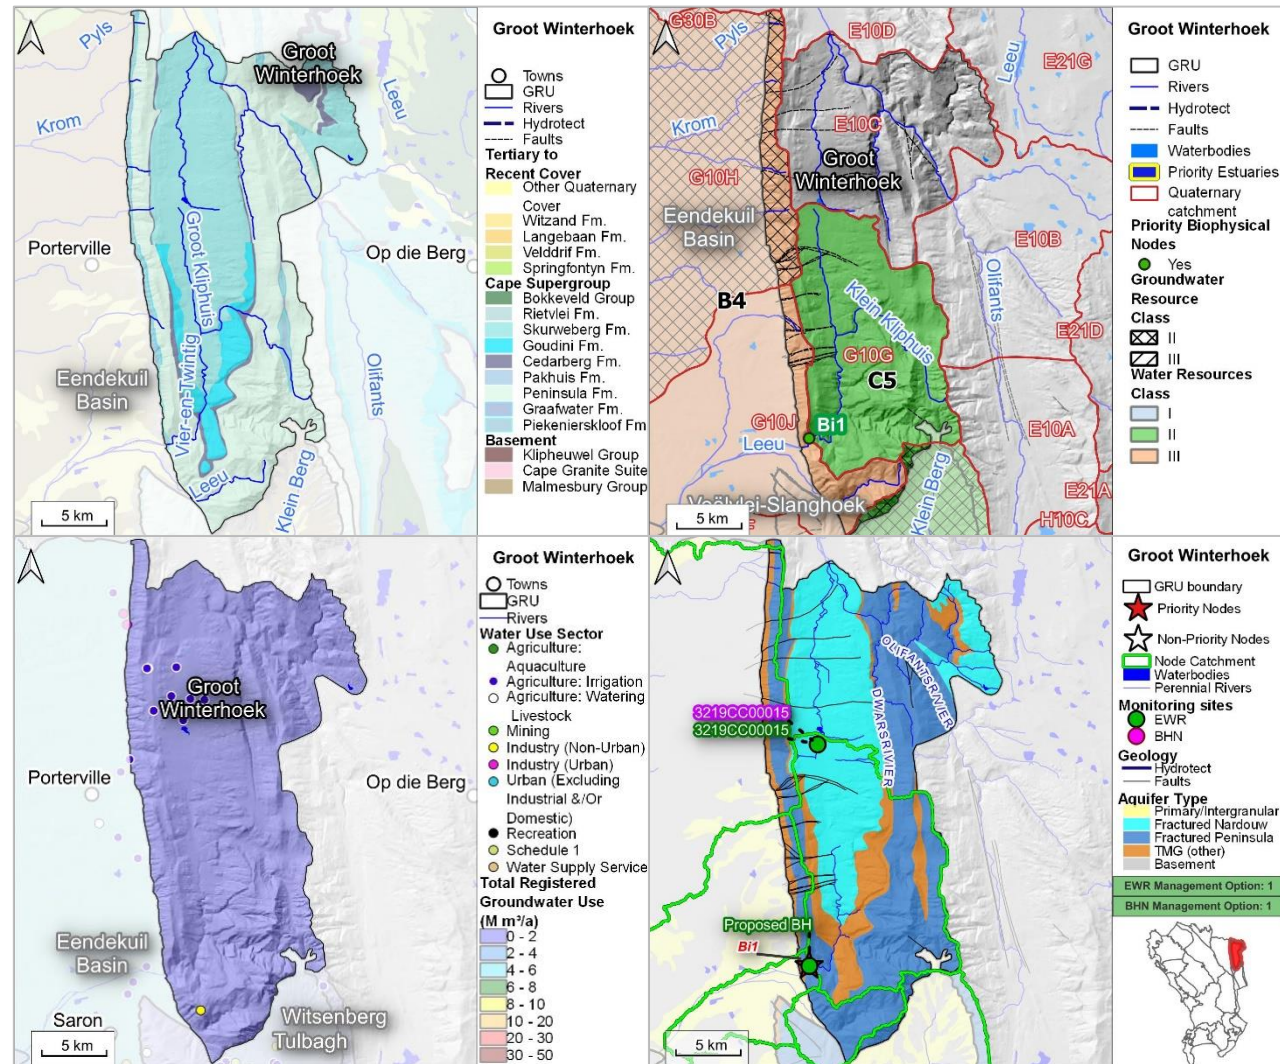 Groot
Winterhoek
Pyls
Leeu
Krom
Porterville
Groot Kliphuis
Op die Berg
Vier-en-Twintig
Eendekuil
Basin
Olifants
Leeu
Klein Berg
5 km
Groot Winterhoek
Towns
GRU
Rivers
Hydrotect
Faults
Tertiary to
Recent Cover
Other Quaternary
Cover
Witzand Fm.
Langebaan Fm.
Velddrif Fm.
Springfontyn Fm.
Cape Supergroup
Bokkeveld Group
Rietvlei Fm.
Skurweberg Fm.
Goudini Fm.
Cedarberg Fm.
Pakhuis Fm.
Peninsula Fm.
Graafwater Fm.
Piekenierskloof Fm.
Basement
Klipheuwel Group
Cape Granite Suite
Malmesbury Group
G30B
Pyls
E10D
Leeu
E21G
Krom
E10C
Groot
Winterhoek
G10H
Eendekuil
Basin
E10B
Olifants
B4
Klein Kliphuis
E21D
G10G
C5
G10J
Bi1
Leeu
E10A
Voëlvlei-Slanghoek
Klein Berg
E21A
H10C
5 km
Groot Winterhoek
GRU
Rivers
Hydrotect
Faults
Waterbodies
Priority Estuaries
Quaternary
catchment
Priority Biophysical
Nodes
Yes
Groundwater
Resource
Class
II
III
Water Resources
Class
I
II
III
Groot
Winterhoek
Porterville
Op die Berg
Eendekuil
Basin
Saron
Witsenberg
Tulbagh
5 km
Groot Winterhoek
Towns
GRU
Rivers
Water Use Sector
Agriculture:
Aquaculture
Agriculture: Irrigation
Agriculture: Watering
Livestock
Mining
Industry (Non-Urban)
Industry (Urban)
Urban (Excluding
Industrial &/Or
Domestic)
Recreation
Schedule 1
Water Supply Service
Total Registered
Groundwater Use
(M m³/a)
0 - 2
2 - 4
4 - 6
6 - 8
8 - 10
10 - 20
20 - 30
30 - 50
OLIFANTSRIVIER
DWARSRIVIER
3219CC00015
3219CC00015
Proposed BH
Bi1
5 km
Groot Winterhoek
GRU boundary
Priority Nodes
Non-Priority Nodes
Node Catchment
Waterbodies
Perennial Rivers
Monitoring sites
EWR
BHN
Geology
Hydrotect
Faults
Aquifer Type
Primary/Intergranular
Fractured Nardouw
Fractured Peninsula
TMG (other)
Basement
EWR Management Option: 1
BHN Management Option: 1